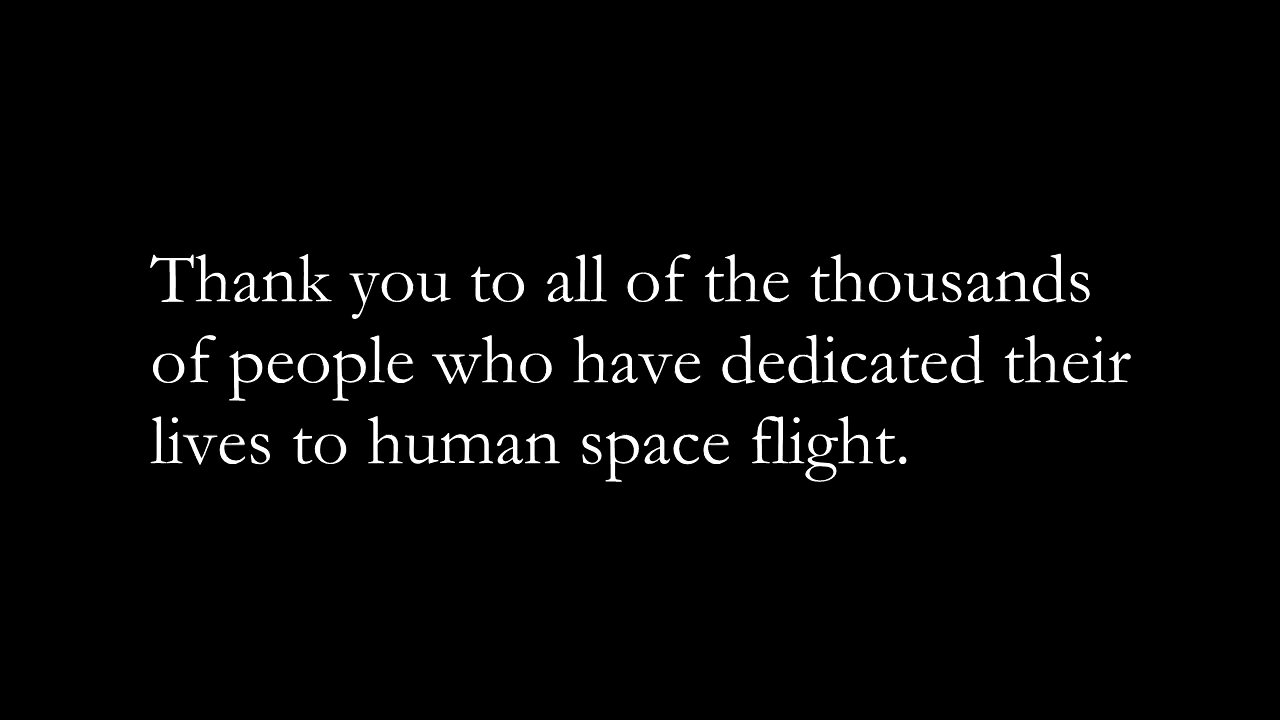 Thank you to all of the thousands
of people who have dedicated their
lives to human space flight.